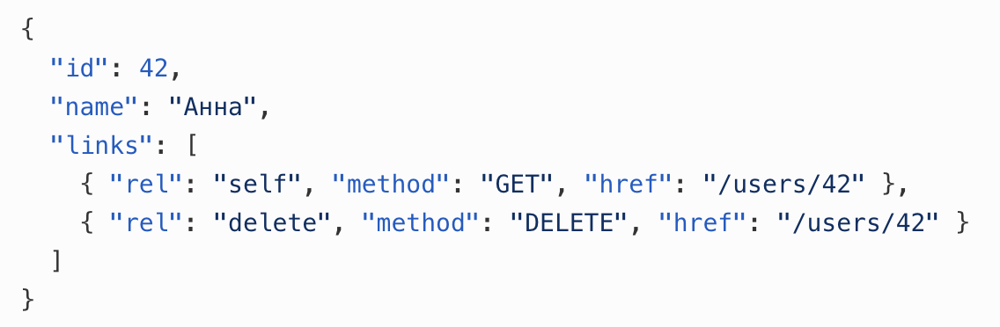 {
  "id": 42,
  "name": "Анна",
  "links": [
    { "rel": "self", "method": "GET", "href": "/users/42" },
    { "rel": "delete", "method": "DELETE", "href": "/users/42" }
  ]
}